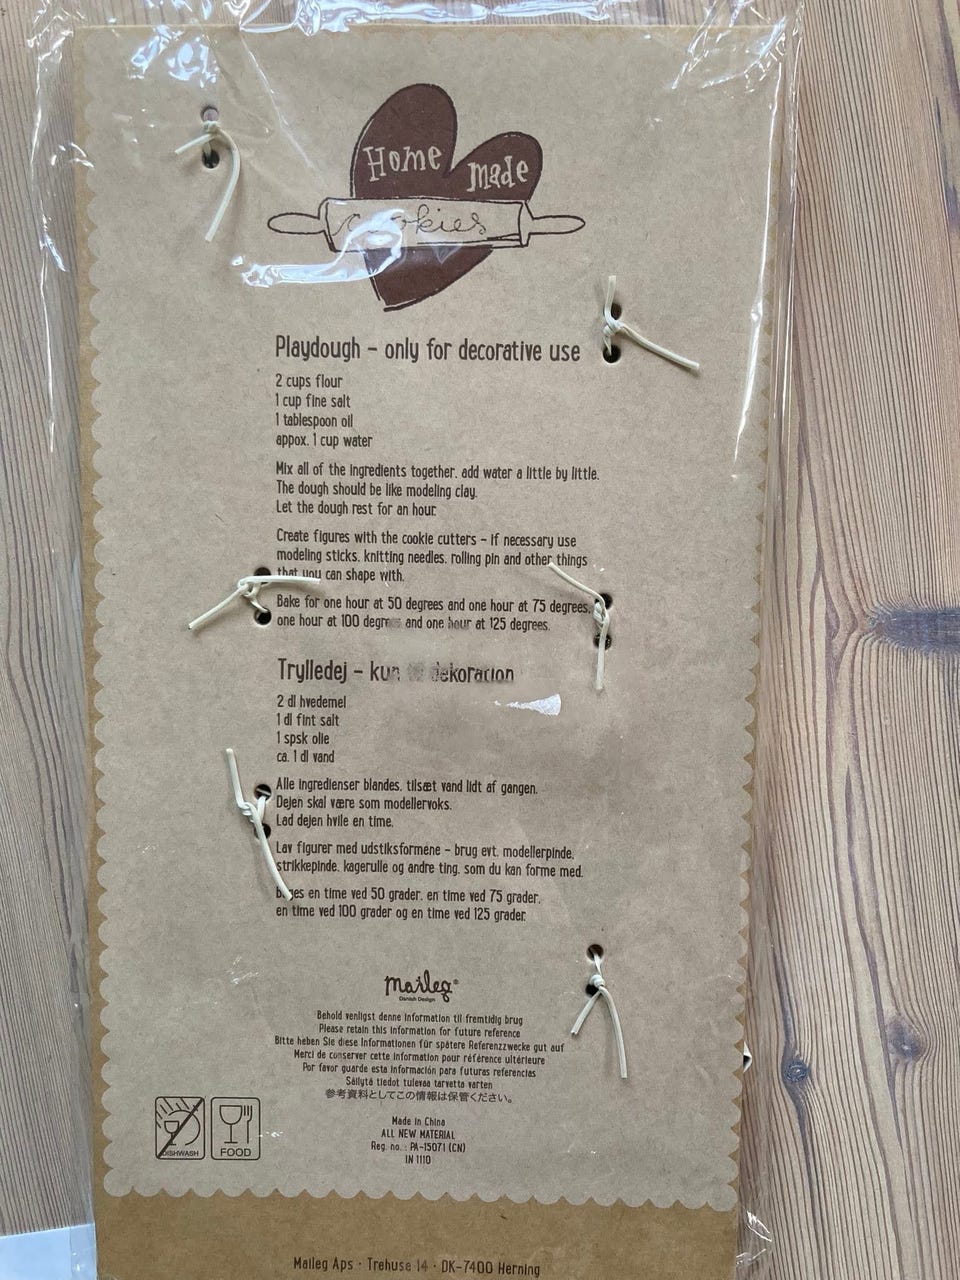 Home made
cookies
Playdough – only for decorative use
2 cups flour
1 cup fine salt
1 tablespoon oil
appox. 1 cup water
Mix all of the ingredients together, add water a little by little.
The dough should be like modeling clay.
Let the dough rest for an hour.
Create figures with the cookie cutters – if necessary use
modeling sticks, knitting needles, rolling pin and other things
that you can shape with.
Bake for one hour at 50 degrees and one hour at 75 degrees,
one hour at 100 degrees and one hour at 125 degrees.
Trylledej – kun dekoration
2 dl hvedemel
1 dl fint salt
1 spsk olie
ca. 1 dl vand
Alle ingredienser blandes, tilsæt vand lidt af gangen.
Dejen skal være som modellervoks.
Lad dejen hvile en time.
Lav figurer med udstiksformene – brug evt. modellerpinde,
strikkepinde, kagerulle og andre ting, som du kan forme med.
Bages en time ved 50 grader, en time ved 75 grader,
en time ved 100 grader og en time ved 125 grader.
maileg®
Danish Design
Behold venligst denne information til fremtidig brug
Please retain this information for future reference
Bitte heben Sie diese Informationen für spätere Referenzzwecke gut auf
Merci de conserver cette information pour référence ultérieure
Por favor guarde esta información para futuras referencias
Säilytä tiedot tulevaa tarvetta varten
参考資料としてこの情報は保管ください。
Made in China
ALL NEW MATERIAL
Reg. no. : PA-15071 (CN)
IN 1110
DISHWASH
FOOD
Maileg Aps · Trehuse 14 · DK-7400 Herning